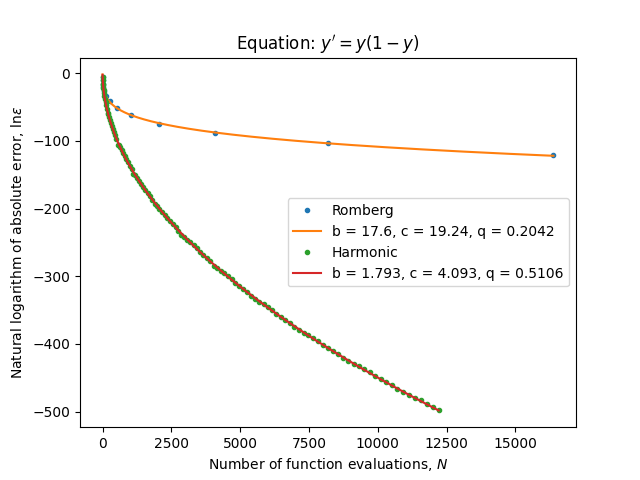 Equation: y′ = y(1 − y)
Natural logarithm of absolute error, lnε
0
−100
−200
−300
−400
−500
Romberg
b = 17.6, c = 19.24, q = 0.2042
Harmonic
b = 1.793, c = 4.093, q = 0.5106
0 2500 5000 7500 10000 12500 15000
Number of function evaluations, N